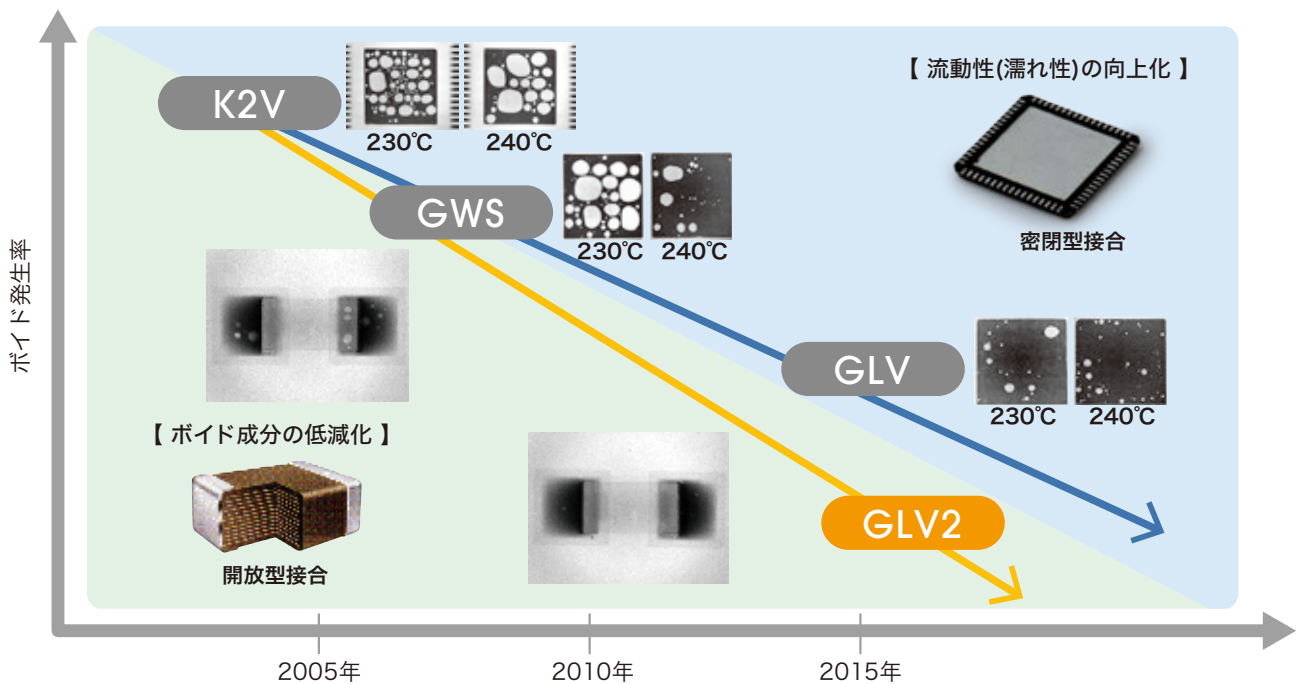 【 流動性(濡れ性)の向上化 】
K2V
230℃
240℃
GWS
230℃
240℃
密閉型接合
ボイド発生率
GLV
230℃
240℃
【 ボイド成分の低減化 】
GLV2
開放型接合
2005年
2010年
2015年